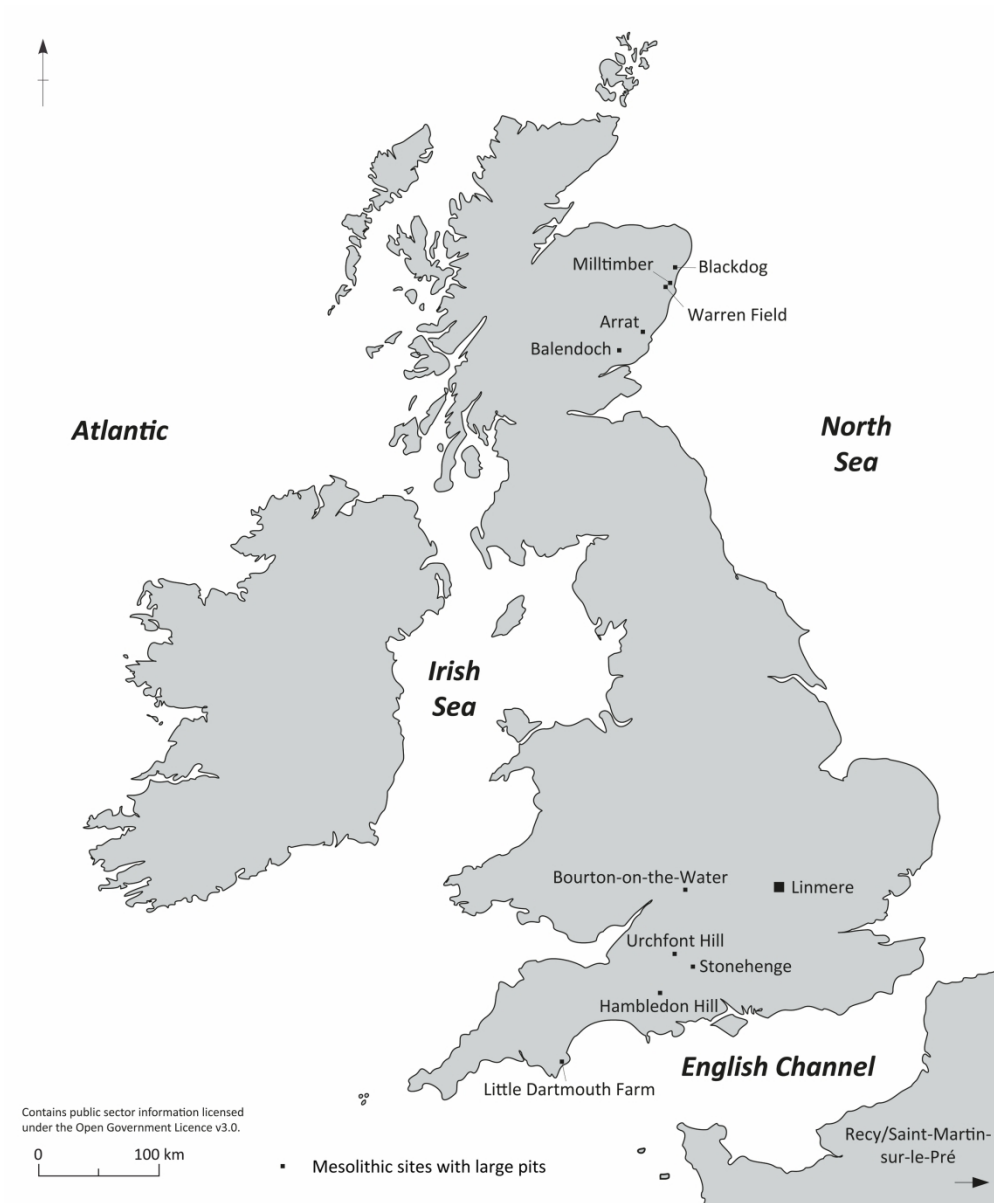 Milltimber
Blackdog
Warren Field
Arrat
Balendoch
Atlantic
North
Sea
Irish
Sea
Bourton-on-the-Water
Linmere
Urchfont Hill
Stonehenge
Hambledon Hill
English Channel
Little Dartmouth Farm
Contains public sector information licensed
under the Open Government Licence v3.0.
0 100 km
Mesolithic sites with large pits
Recy/Saint-Martin-
sur-le-Pré